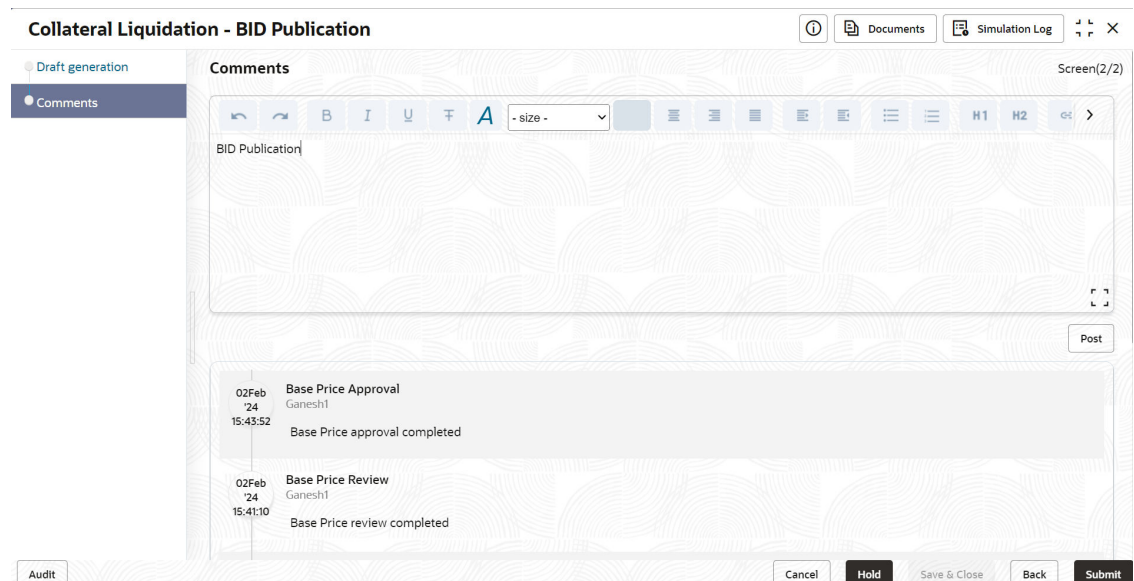 Collateral Liquidation - BID Publication
Documents
Simulation Log
Draft generation
Comments
Comments
Screen(2/2)
B I U T A - size - H1 H2
BID Publication
Post
02Feb '24 15:43:52
Base Price Approval
Ganesh1
Base Price approval completed
02Feb '24 15:41:10
Base Price Review
Ganesh1
Base Price review completed
Audit
Cancel
Hold
Save & Close
Back
Submit